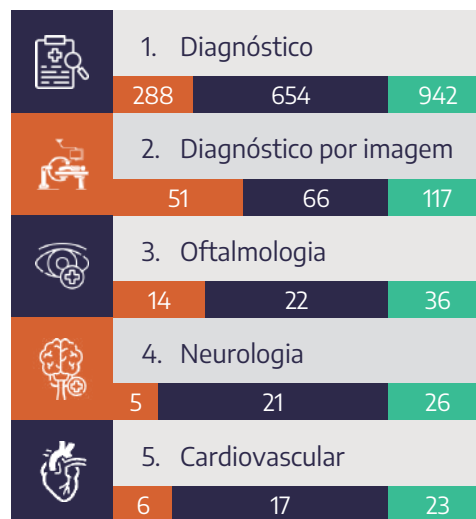 1. Diagnóstico
288 654 942
2. Diagnóstico por imagem
51 66 117
3. Oftalmologia
14 22 36
4. Neurologia
5 21 26
5. Cardiovascular
6 17 23